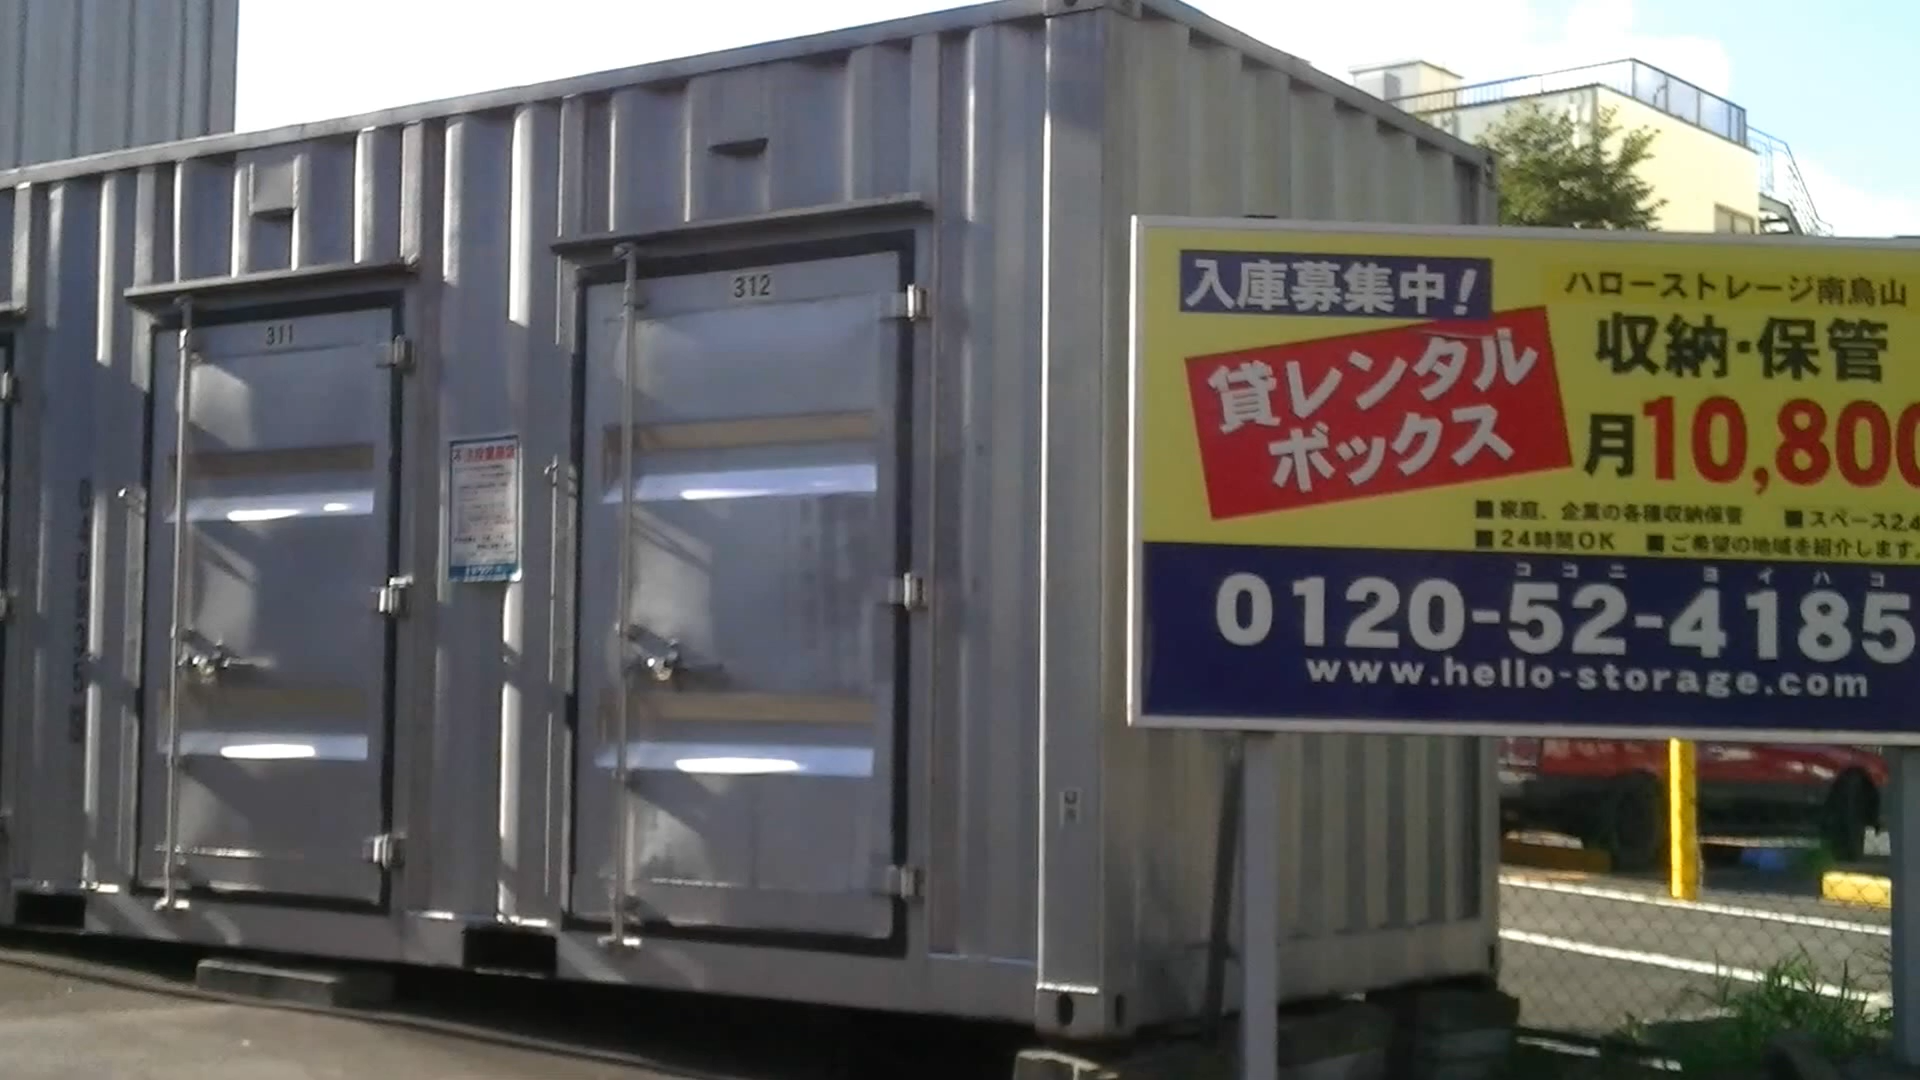 311
312
入庫募集中!
貸レンタル
ボックス
ハローストレージ南烏山
収納・保管
月10,800
■家庭、企業の各種収納保管 ■スペース2.4
■24時間OK ■ご希望の地域を紹介します。
ココニ ヨイハコ
0120-52-4185
www.hello-storage.com